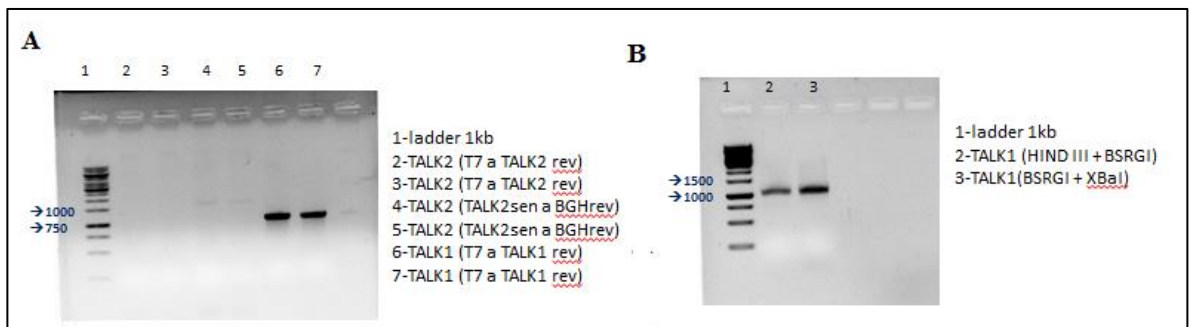 A
1 2 3 4 5 6 7
→1000
→750
1-ladder 1kb
2-TALK2 (T7 a TALK2 rev)
3-TALK2 (T7 a TALK2 rev)
4-TALK2 (TALK2sen a BGHrev)
5-TALK2 (TALK2sen a BGHrev)
6-TALK1 (T7 a TALK1 rev)
7-TALK1 (T7 a TALK1 rev)
B
1 2 3
→1500
→1000
1-ladder 1kb
2-TALK1 (HIND III + BSRGI)
3-TALK1(BSRGI + XBaI)